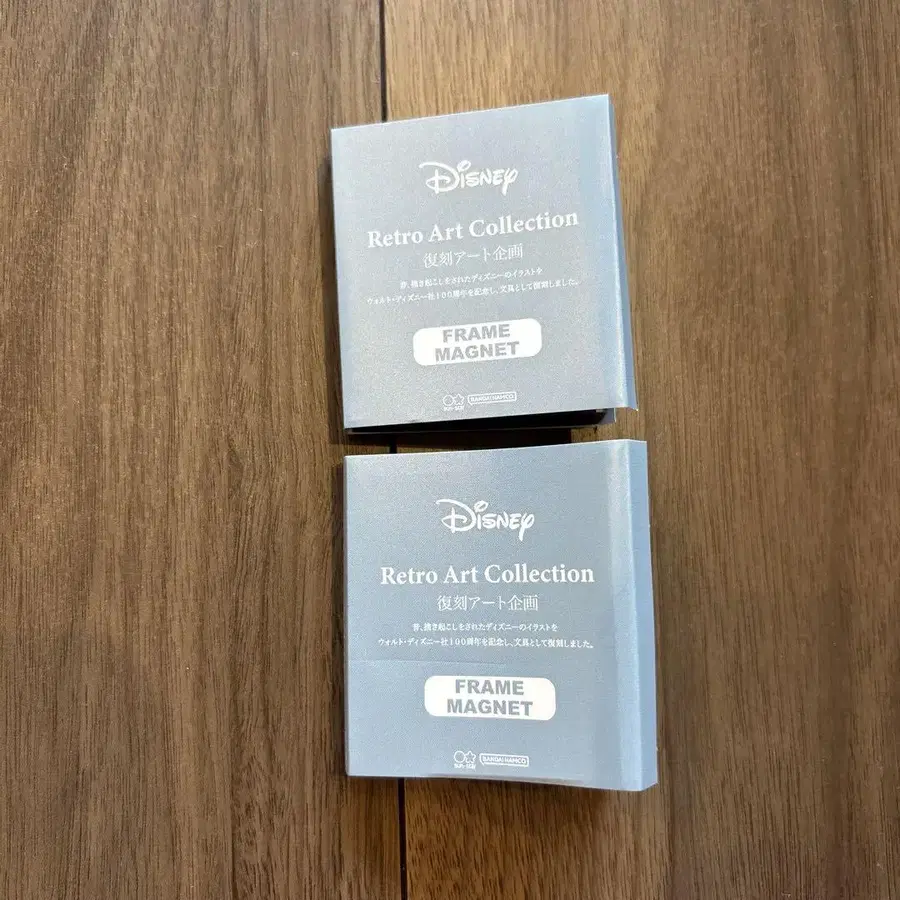 Disney
Retro Art Collection
復刻アート企画
昔、描き起こしをされたディズニーのイラストを
ウォルト・ディズニー社100周年を記念し、文具として復刻しました。
FRAME
MAGNET
SUN-STAR BANDAI NAMCO
Disney
Retro Art Collection
復刻アート企画
昔、描き起こしをされたディズニーのイラストを
ウォルト・ディズニー社100周年を記念し、文具として復刻しました。
FRAME
MAGNET
SUN-STAR BANDAI NAMCO